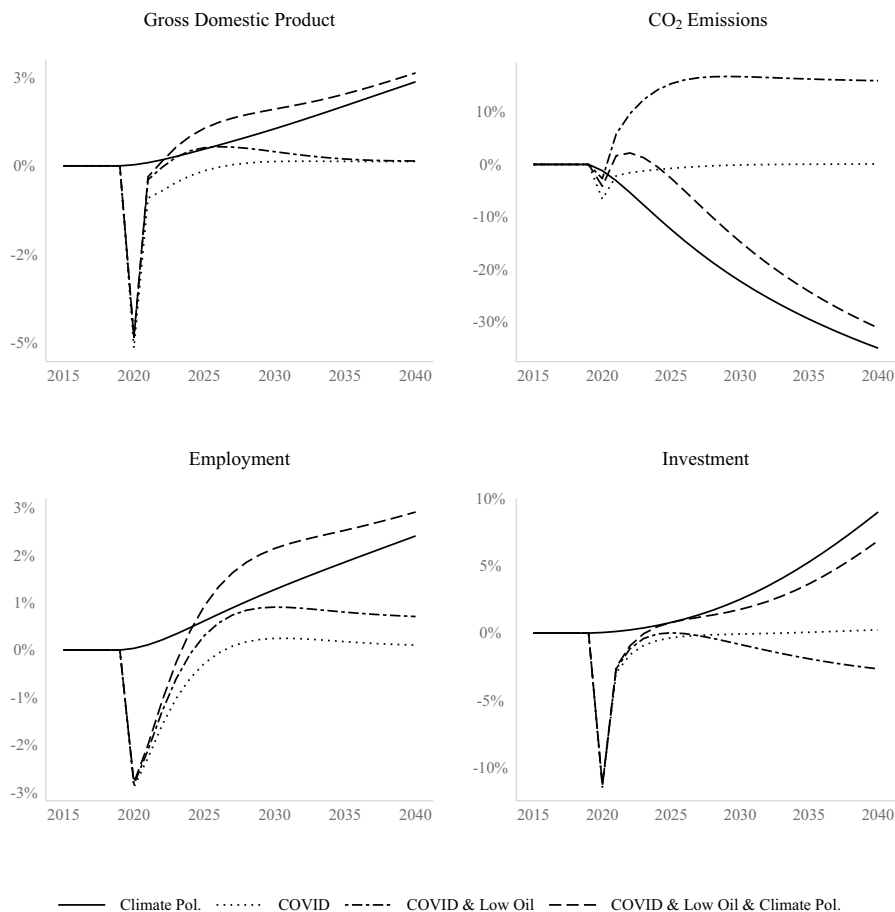 Gross Domestic Product
3%
0%
-2%
-5%
2015 2020 2025 2030 2035 2040
CO₂ Emissions
10%
0%
-10%
-20%
-30%
2015 2020 2025 2030 2035 2040
Employment
3%
2%
1%
0%
-1%
-2%
-3%
2015 2020 2025 2030 2035 2040
Investment
10%
5%
0%
-5%
-10%
2015 2020 2025 2030 2035 2040
Climate Pol. COVID COVID & Low Oil COVID & Low Oil & Climate Pol.